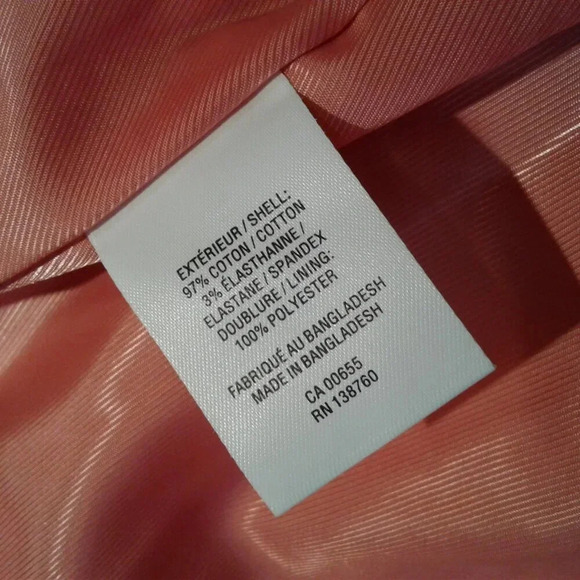 EXTÉRIEUR / SHELL:
97% COTON / COTTON
3% ÉLASTHANNE /
ELASTANE / SPANDEX
DOUBLURE / LINING:
100% POLYESTER
FABRIQUÉ AU BANGLADESH
MADE IN BANGLADESH
CA 00655
RN 138760